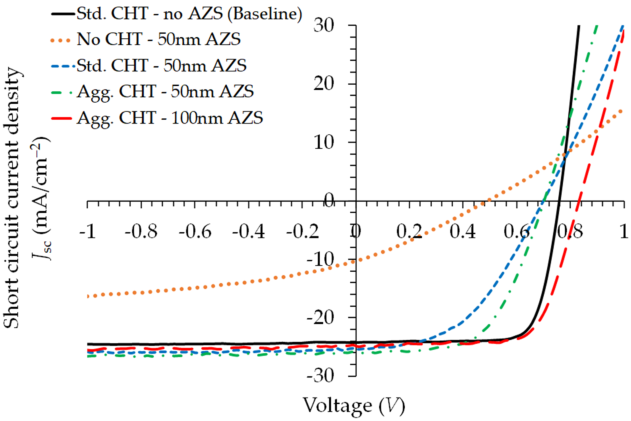 Std. CHT - no AZS (Baseline)
No CHT - 50nm AZS
Std. CHT - 50nm AZS
Agg. CHT - 50nm AZS
Agg. CHT - 100nm AZS
Short circuit current density
Jsc (mA/cm−2)
30
20
10
0
-10
-20
-30
-1 -0.8 -0.6 -0.4 -0.2 0 0.2 0.4 0.6 0.8 1
Voltage (V)